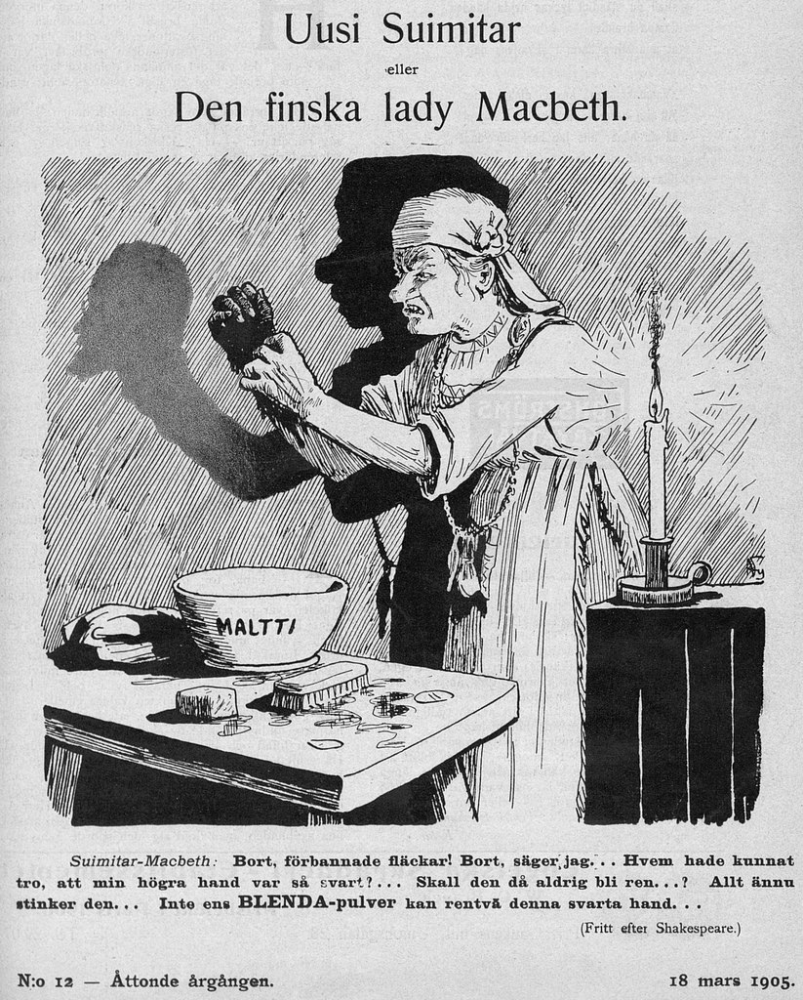 Uusi Suimitar
eller
Den finska lady Macbeth.
MALTTI
Suimitar-Macbeth: Bort, förbannade fläckar! Bort, säger jag... Hvem hade kunnat
tro, att min högra hand var så svart?... Skall den då aldrig bli ren...? Allt ännu
stinker den... Inte ens BLENDA-pulver kan rentvå denna svarta hand...
(Fritt efter Shakespeare.)
N:o 12 — Åttonde årgången.
18 mars 1905.